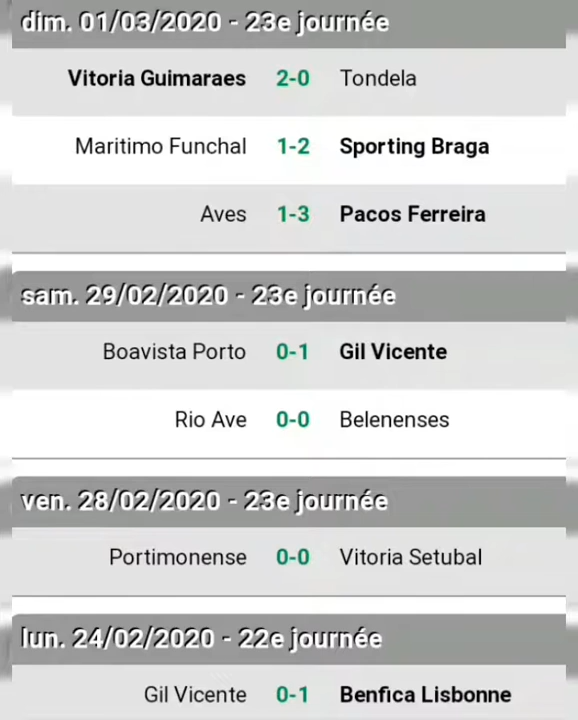 dim. 01/03/2020 - 23e journée
Vitoria Guimaraes 2-0 Tondela
Maritimo Funchal 1-2 Sporting Braga
Aves 1-3 Pacos Ferreira
sam. 29/02/2020 - 23e journée
Boavista Porto 0-1 Gil Vicente
Rio Ave 0-0 Belenenses
ven. 28/02/2020 - 23e journée
Portimonense 0-0 Vitoria Setubal
lun. 24/02/2020 - 22e journée
Gil Vicente 0-1 Benfica Lisbonne